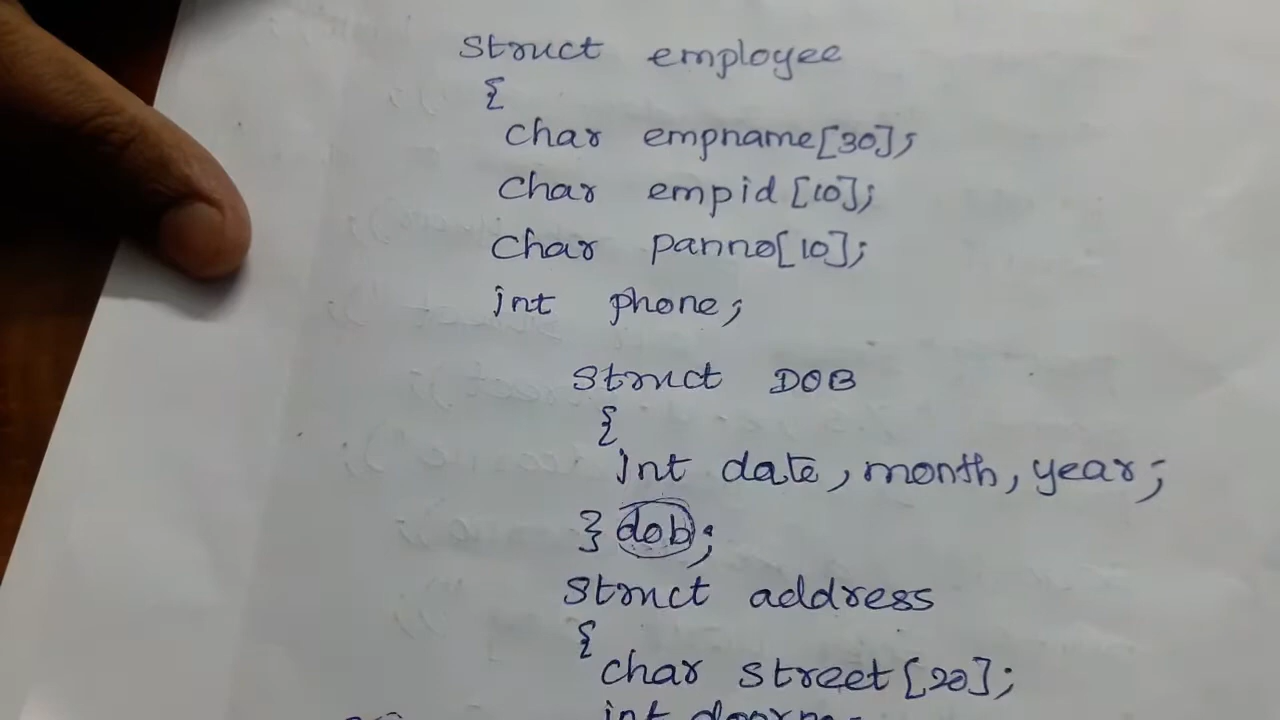 struct employee
{
char empname[30];
char empid[10];
char panno[10];
int phone;
struct DOB
{
int date, month, year;
} dob;
struct address
{
char street[20];
int